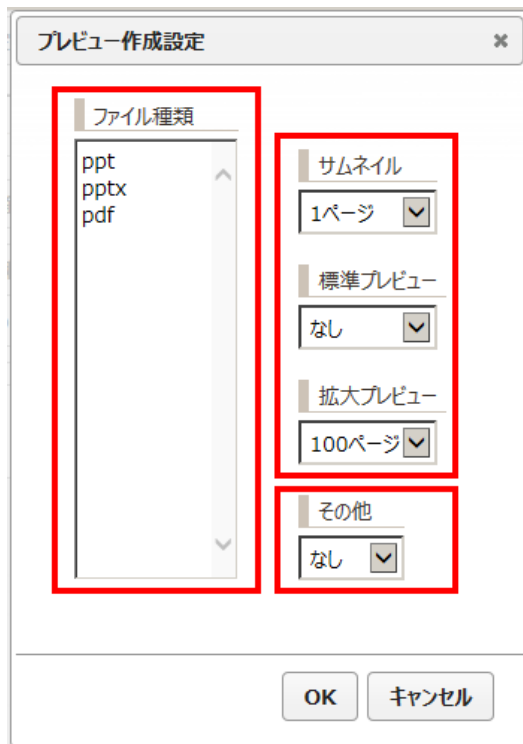 プレビュー作成設定
ファイル種類
ppt
pptx
pdf
サムネイル
1ページ
標準プレビュー
なし
拡大プレビュー
100ページ
その他
なし
OK
キャンセル